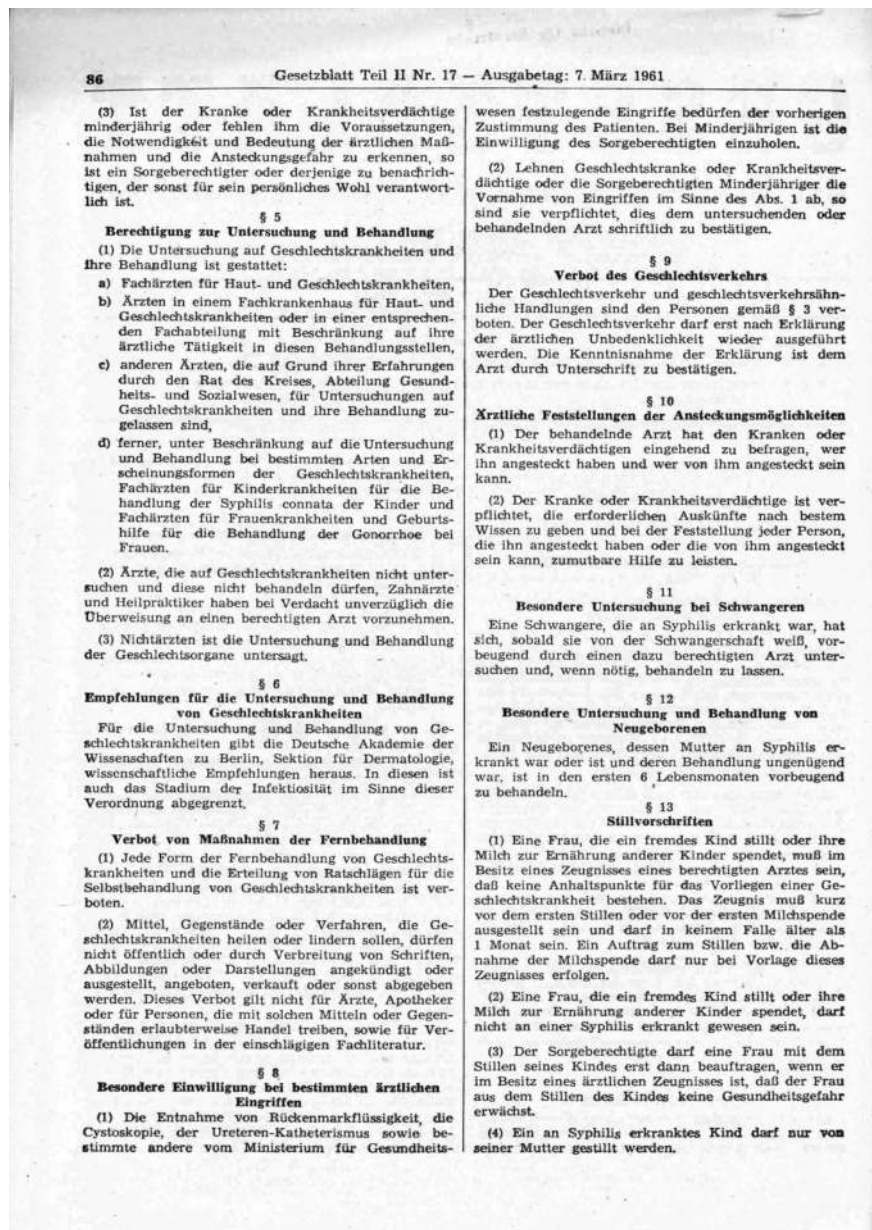 86
Gesetzblatt Teil II Nr. 17 — Ausgabetag: 7. März 1961
(3) Ist der Kranke oder Krankheitsverdächtige
minderjährig oder fehlen ihm die Voraussetzungen,
die Notwendigkeit und Bedeutung der ärztlichen Maß-
nahmen und die Ansteckungsgefahr zu erkennen, so
ist ein Sorgeberechtigter oder derjenige zu benachrich-
tigen, der sonst für sein persönliches Wohl verantwort-
lich ist.
§ 5
Berechtigung zur Untersuchung und Behandlung
(1) Die Untersuchung auf Geschlechtskrankheiten und
ihre Behandlung ist gestattet:
a) Fachärzten für Haut- und Geschlechtskrankheiten,
b) Ärzten in einem Fachkrankenhaus für Haut- und
Geschlechtskrankheiten oder in einer entsprechen-
den Fachabteilung mit Beschränkung auf ihre
ärztliche Tätigkeit in diesen Behandlungsstellen,
c) anderen Ärzten, die auf Grund ihrer Erfahrungen
durch den Rat des Kreises, Abteilung Gesund-
heits- und Sozialwesen, für Untersuchungen auf
Geschlechtskrankheiten und ihre Behandlung zu-
gelassen sind,
d) ferner, unter Beschränkung auf die Untersuchung
und Behandlung bei bestimmten Arten und Er-
scheinungsformen der Geschlechtskrankheiten,
Fachärzten für Kinderkrankheiten für die Be-
handlung der Syphilis connata der Kinder und
Fachärzten für Frauenkrankheiten und Geburts-
hilfe für die Behandlung der Gonorrhoe bei
Frauen.
(2) Ärzte, die auf Geschlechtskrankheiten nicht unter-
suchen und diese nicht behandeln dürfen, Zahnärzte
und Heilpraktiker haben bei Verdacht unverzüglich die
Überweisung an einen berechtigten Arzt vorzunehmen.
(3) Nichtärzten ist die Untersuchung und Behandlung
der Geschlechtsorgane untersagt.
§ 6
Empfehlungen für die Untersuchung und Behandlung
von Geschlechtskrankheiten
Für die Untersuchung und Behandlung von Ge-
schlechtskrankheiten gibt die Deutsche Akademie der
Wissenschaften zu Berlin, Sektion für Dermatologie,
wissenschaftliche Empfehlungen heraus. In diesen ist
auch das Stadium der Infektiosität im Sinne dieser
Verordnung abgegrenzt.
§ 7
Verbot von Maßnahmen der Fernbehandlung
(1) Jede Form der Fernbehandlung von Geschlechts-
krankheiten und die Erteilung von Ratschlägen für die
Selbstbehandlung von Geschlechtskrankheiten ist ver-
boten.
(2) Mittel, Gegenstände oder Verfahren, die Ge-
schlechtskrankheiten heilen oder lindern sollen, dürfen
nicht öffentlich oder durch Verbreitung von Schriften,
Abbildungen oder Darstellungen angekündigt oder
ausgestellt, angeboten, verkauft oder sonst abgegeben
werden. Dieses Verbot gilt nicht für Ärzte, Apotheker
oder für Personen, die mit solchen Mitteln oder Gegen-
ständen erlaubterweise Handel treiben, sowie für Ver-
öffentlichungen in der einschlägigen Fachliteratur.
§ 8
Besondere Einwilligung bei bestimmten ärztlichen
Eingriffen
(1) Die Entnahme von Rückenmarkflüssigkeit, die
Cystoskopie, der Ureteren-Katheterismus sowie be-
stimmte andere vom Ministerium für Gesundheits-
wesen festzulegende Eingriffe bedürfen der vorherigen
Zustimmung des Patienten. Bei Minderjährigen ist die
Einwilligung des Sorgeberechtigten einzuholen.
(2) Lehnen Geschlechtskranke oder Krankheitsver-
dächtige oder die Sorgeberechtigten Minderjähriger die
Vornahme von Eingriffen im Sinne des Abs. 1 ab, so
sind sie verpflichtet, dies dem untersuchenden oder
behandelnden Arzt schriftlich zu bestätigen.
§ 9
Verbot des Geschlechtsverkehrs
Der Geschlechtsverkehr und geschlechtsverkehrsähn-
liche Handlungen sind den Personen gemäß § 3 ver-
boten. Der Geschlechtsverkehr darf erst nach Erklärung
der ärztlichen Unbedenklichkeit wieder ausgeführt
werden. Die Kenntnisnahme der Erklärung ist dem
Arzt durch Unterschrift zu bestätigen.
§ 10
Ärztliche Feststellungen der Ansteckungsmöglichkeiten
(1) Der behandelnde Arzt hat den Kranken oder
Krankheitsverdächtigen eingehend zu befragen, wer
ihn angesteckt haben und wer von ihm angesteckt sein
kann.
(2) Der Kranke oder Krankheitsverdächtige ist ver-
pflichtet, die erforderlichen Auskünfte nach bestem
Wissen zu geben und bei der Feststellung jeder Person,
die ihn angesteckt haben oder die von ihm angesteckt
sein kann, zumutbare Hilfe zu leisten.
§ 11
Besondere Untersuchung bei Schwangeren
Eine Schwangere, die an Syphilis erkrankt war, hat
sich, sobald sie von der Schwangerschaft weiß, vor-
beugend durch einen dazu berechtigten Arzt unter-
suchen und, wenn nötig, behandeln zu lassen.
§ 12
Besondere Untersuchung und Behandlung von
Neugeborenen
Ein Neugeborenes, dessen Mutter an Syphilis er-
krankt war oder ist und deren Behandlung ungenügend
war, ist in den ersten 6 Lebensmonaten vorbeugend
zu behandeln.
§ 13
Stillvorschriften
(1) Eine Frau, die ein fremdes Kind stillt oder ihre
Milch zur Ernährung anderer Kinder spendet, muß im
Besitz eines Zeugnisses eines berechtigten Arztes sein,
daß keine Anhaltspunkte für das Vorliegen einer Ge-
schlechtskrankheit bestehen. Das Zeugnis muß kurz
vor dem ersten Stillen oder vor der ersten Milchspende
ausgestellt sein und darf in keinem Falle älter als
1 Monat sein. Ein Auftrag zum Stillen bzw. die Ab-
nahme der Milchspende darf nur bei Vorlage dieses
Zeugnisses erfolgen.
(2) Eine Frau, die ein fremdes Kind stillt oder ihre
Milch zur Ernährung anderer Kinder spendet, darf
nicht an einer Syphilis erkrankt gewesen sein.
(3) Der Sorgeberechtigte darf eine Frau mit dem
Stillen seines Kindes erst dann beauftragen, wenn er
im Besitz eines ärztlichen Zeugnisses ist, daß der Frau
aus dem Stillen des Kindes keine Gesundheitsgefahr
erwächst.
(4) Ein an Syphilis erkranktes Kind darf nur von
seiner Mutter gestillt werden.